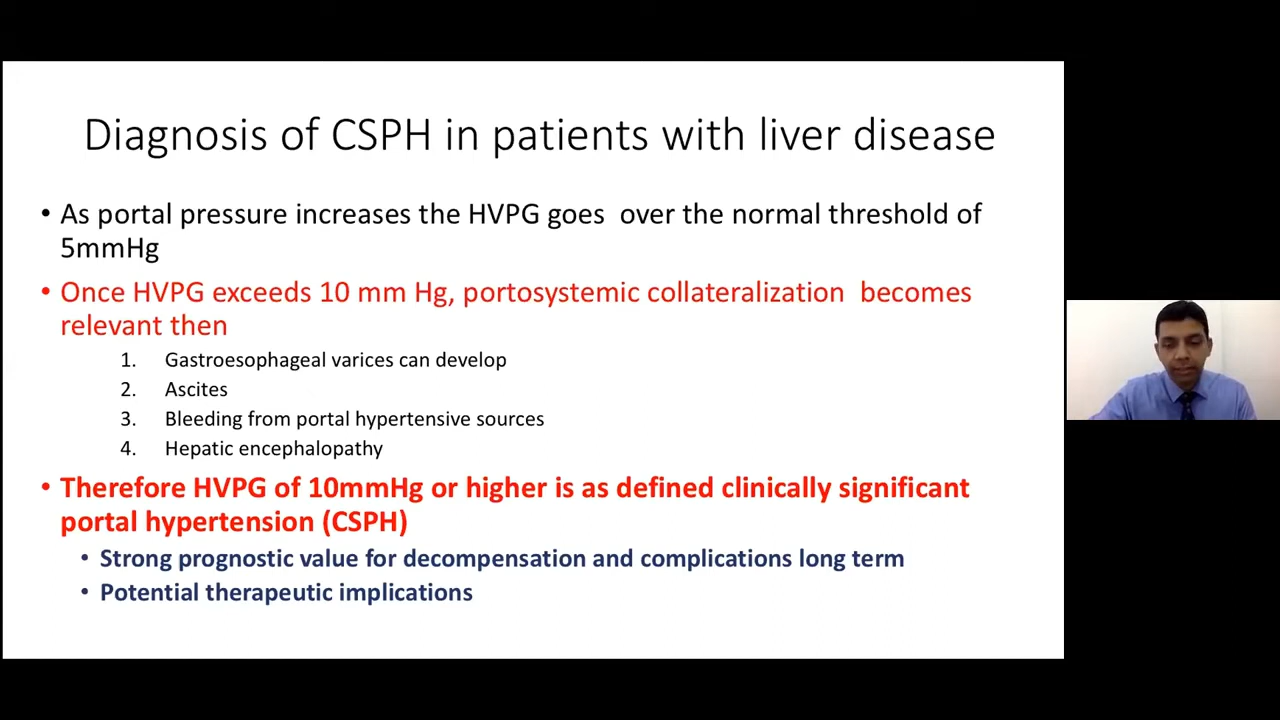 Diagnosis of CSPH in patients with liver disease
• As portal pressure increases the HVPG goes over the normal threshold of
5mmHg
• Once HVPG exceeds 10 mm Hg, portosystemic collateralization becomes
relevant then
1. Gastroesophageal varices can develop
2. Ascites
3. Bleeding from portal hypertensive sources
4. Hepatic encephalopathy
• Therefore HVPG of 10mmHg or higher is as defined clinically significant
portal hypertension (CSPH)
• Strong prognostic value for decompensation and complications long term
• Potential therapeutic implications